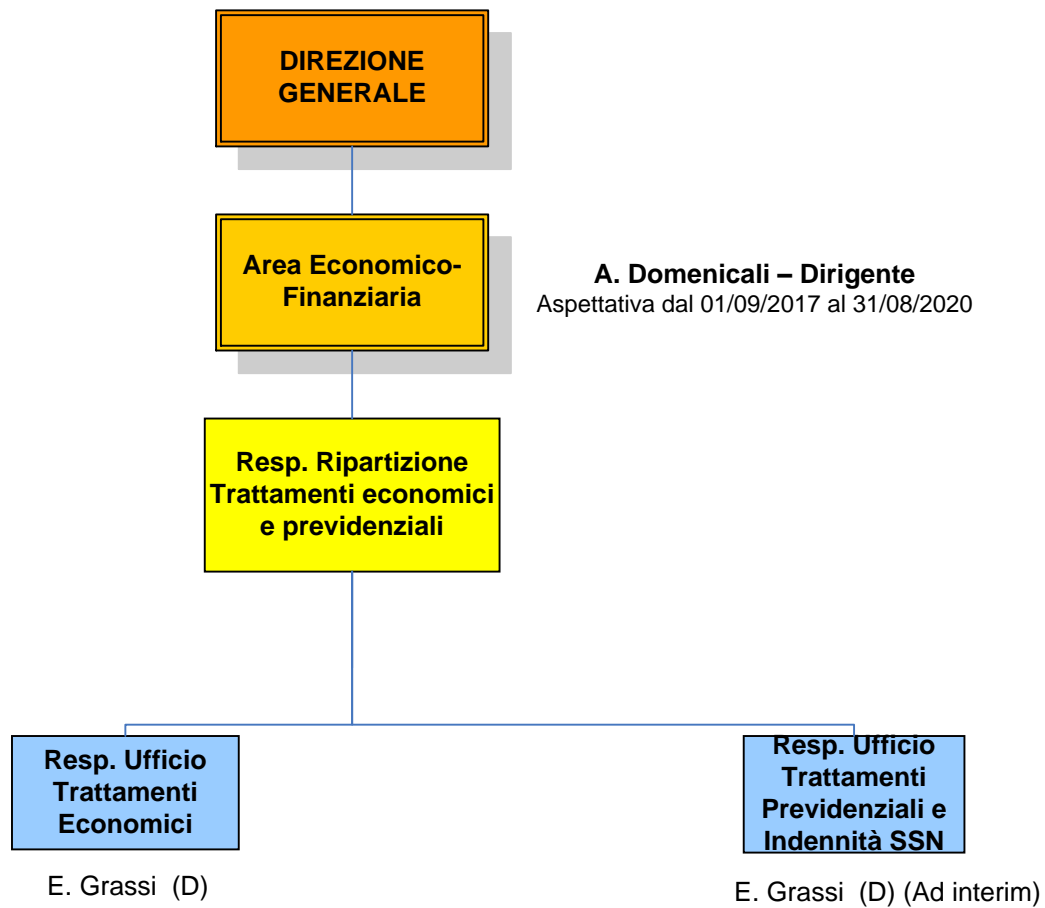 DIREZIONE
GENERALE
Area Economico-
Finanziaria
A. Domenicali – Dirigente
Aspettativa dal 01/09/2017 al 31/08/2020
Resp. Ripartizione
Trattamenti economici
e previdenziali
Resp. Ufficio
Trattamenti
Economici
E. Grassi (D)
Resp. Ufficio
Trattamenti
Previdenziali e
Indennità SSN
E. Grassi (D) (Ad interim)